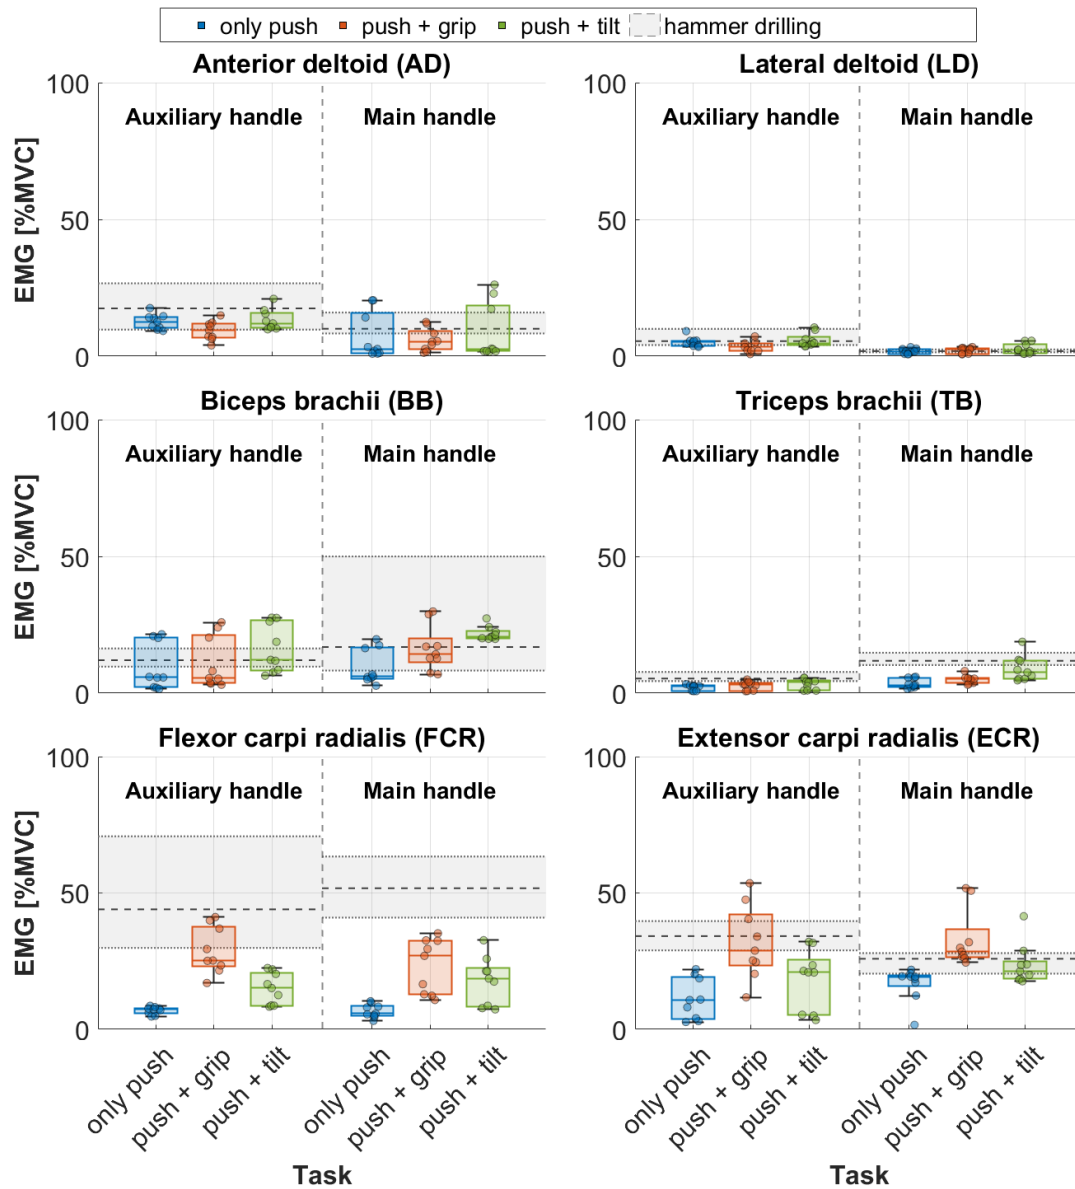 only push push + grip push + tilt hammer drilling
Anterior deltoid (AD)
Auxiliary handle Main handle
100
50
0
EMG [%MVC]
Lateral deltoid (LD)
Auxiliary handle Main handle
100
50
0
Biceps brachii (BB)
Auxiliary handle Main handle
100
50
0
EMG [%MVC]
Triceps brachii (TB)
Auxiliary handle Main handle
100
50
0
Flexor carpi radialis (FCR)
Auxiliary handle Main handle
100
50
0
EMG [%MVC]
only push
push + grip
push + tilt
only push
push + grip
push + tilt
Task
Extensor carpi radialis (ECR)
Auxiliary handle Main handle
100
50
0
only push
push + grip
push + tilt
only push
push + grip
push + tilt
Task